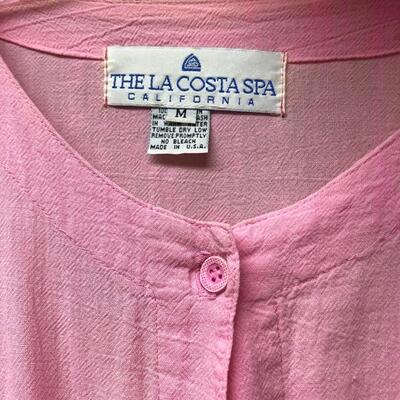 THE LA COSTA SPA
CALIFORNIA
M
TUMBLE DRY LOW
REMOVE PROMPTLY
NO BLEACH
MADE IN U.S.A.